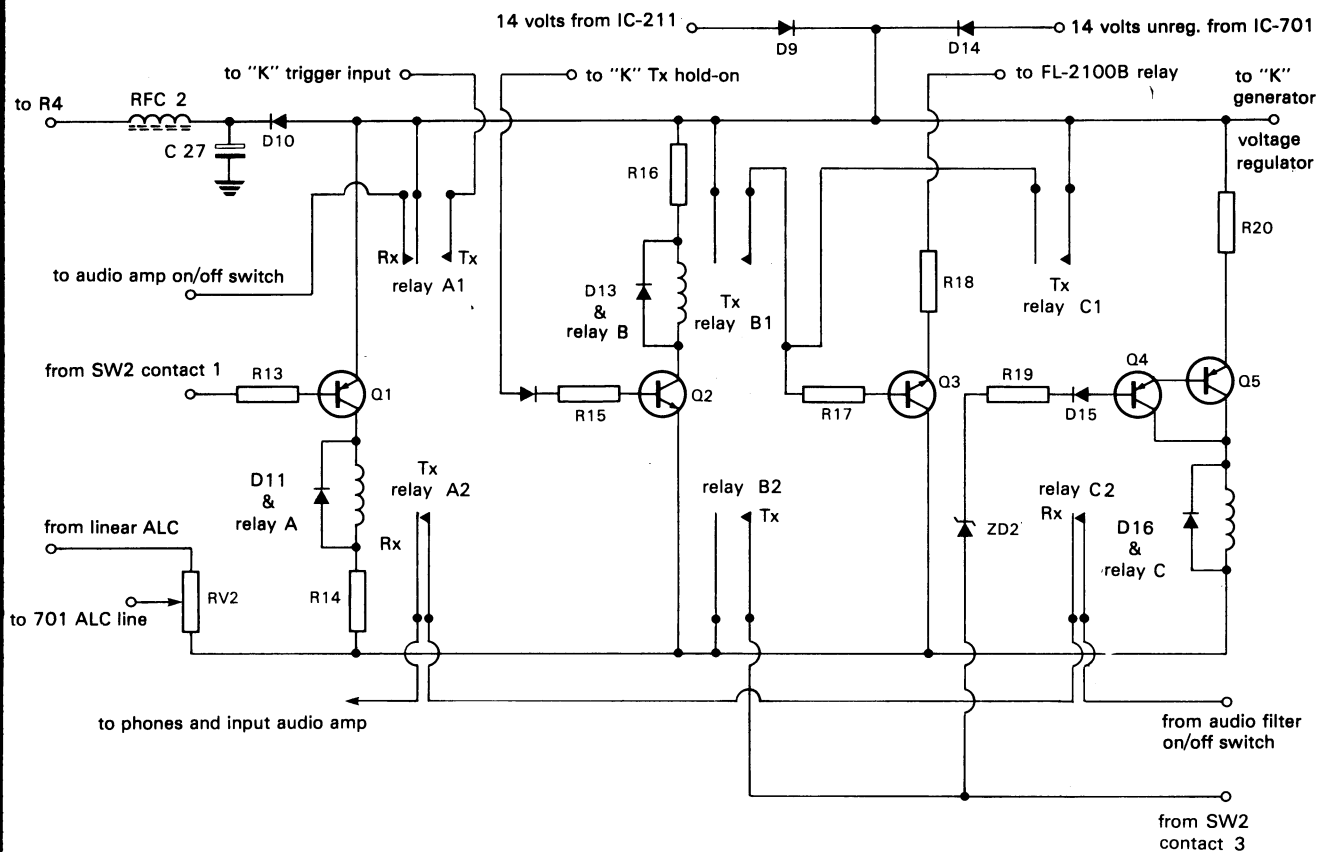 14 volts from IC-211
D9
D14
14 volts unreg. from IC-701
to "K" trigger input
to "K" Tx hold-on
to FL-2100B relay
to "K"
generator
voltage
regulator
to R4
RFC 2
C 27
D10
R16
R20
Rx
Tx
relay A1
to audio amp on/off switch
D13
&
relay B
Tx
relay B1
R18
Tx
relay C1
from SW2 contact 1
R13
Q1
R15
Q2
R17
Q3
R19
D15
Q4
Q5
D11
&
relay A
Tx
relay A2
Rx
relay B2
Tx
ZD2
relay C2
Rx
D16
&
relay C
from linear ALC
RV2
to 701 ALC line
R14
to phones and input audio amp
from audio filter
on/off switch
from SW2
contact 3